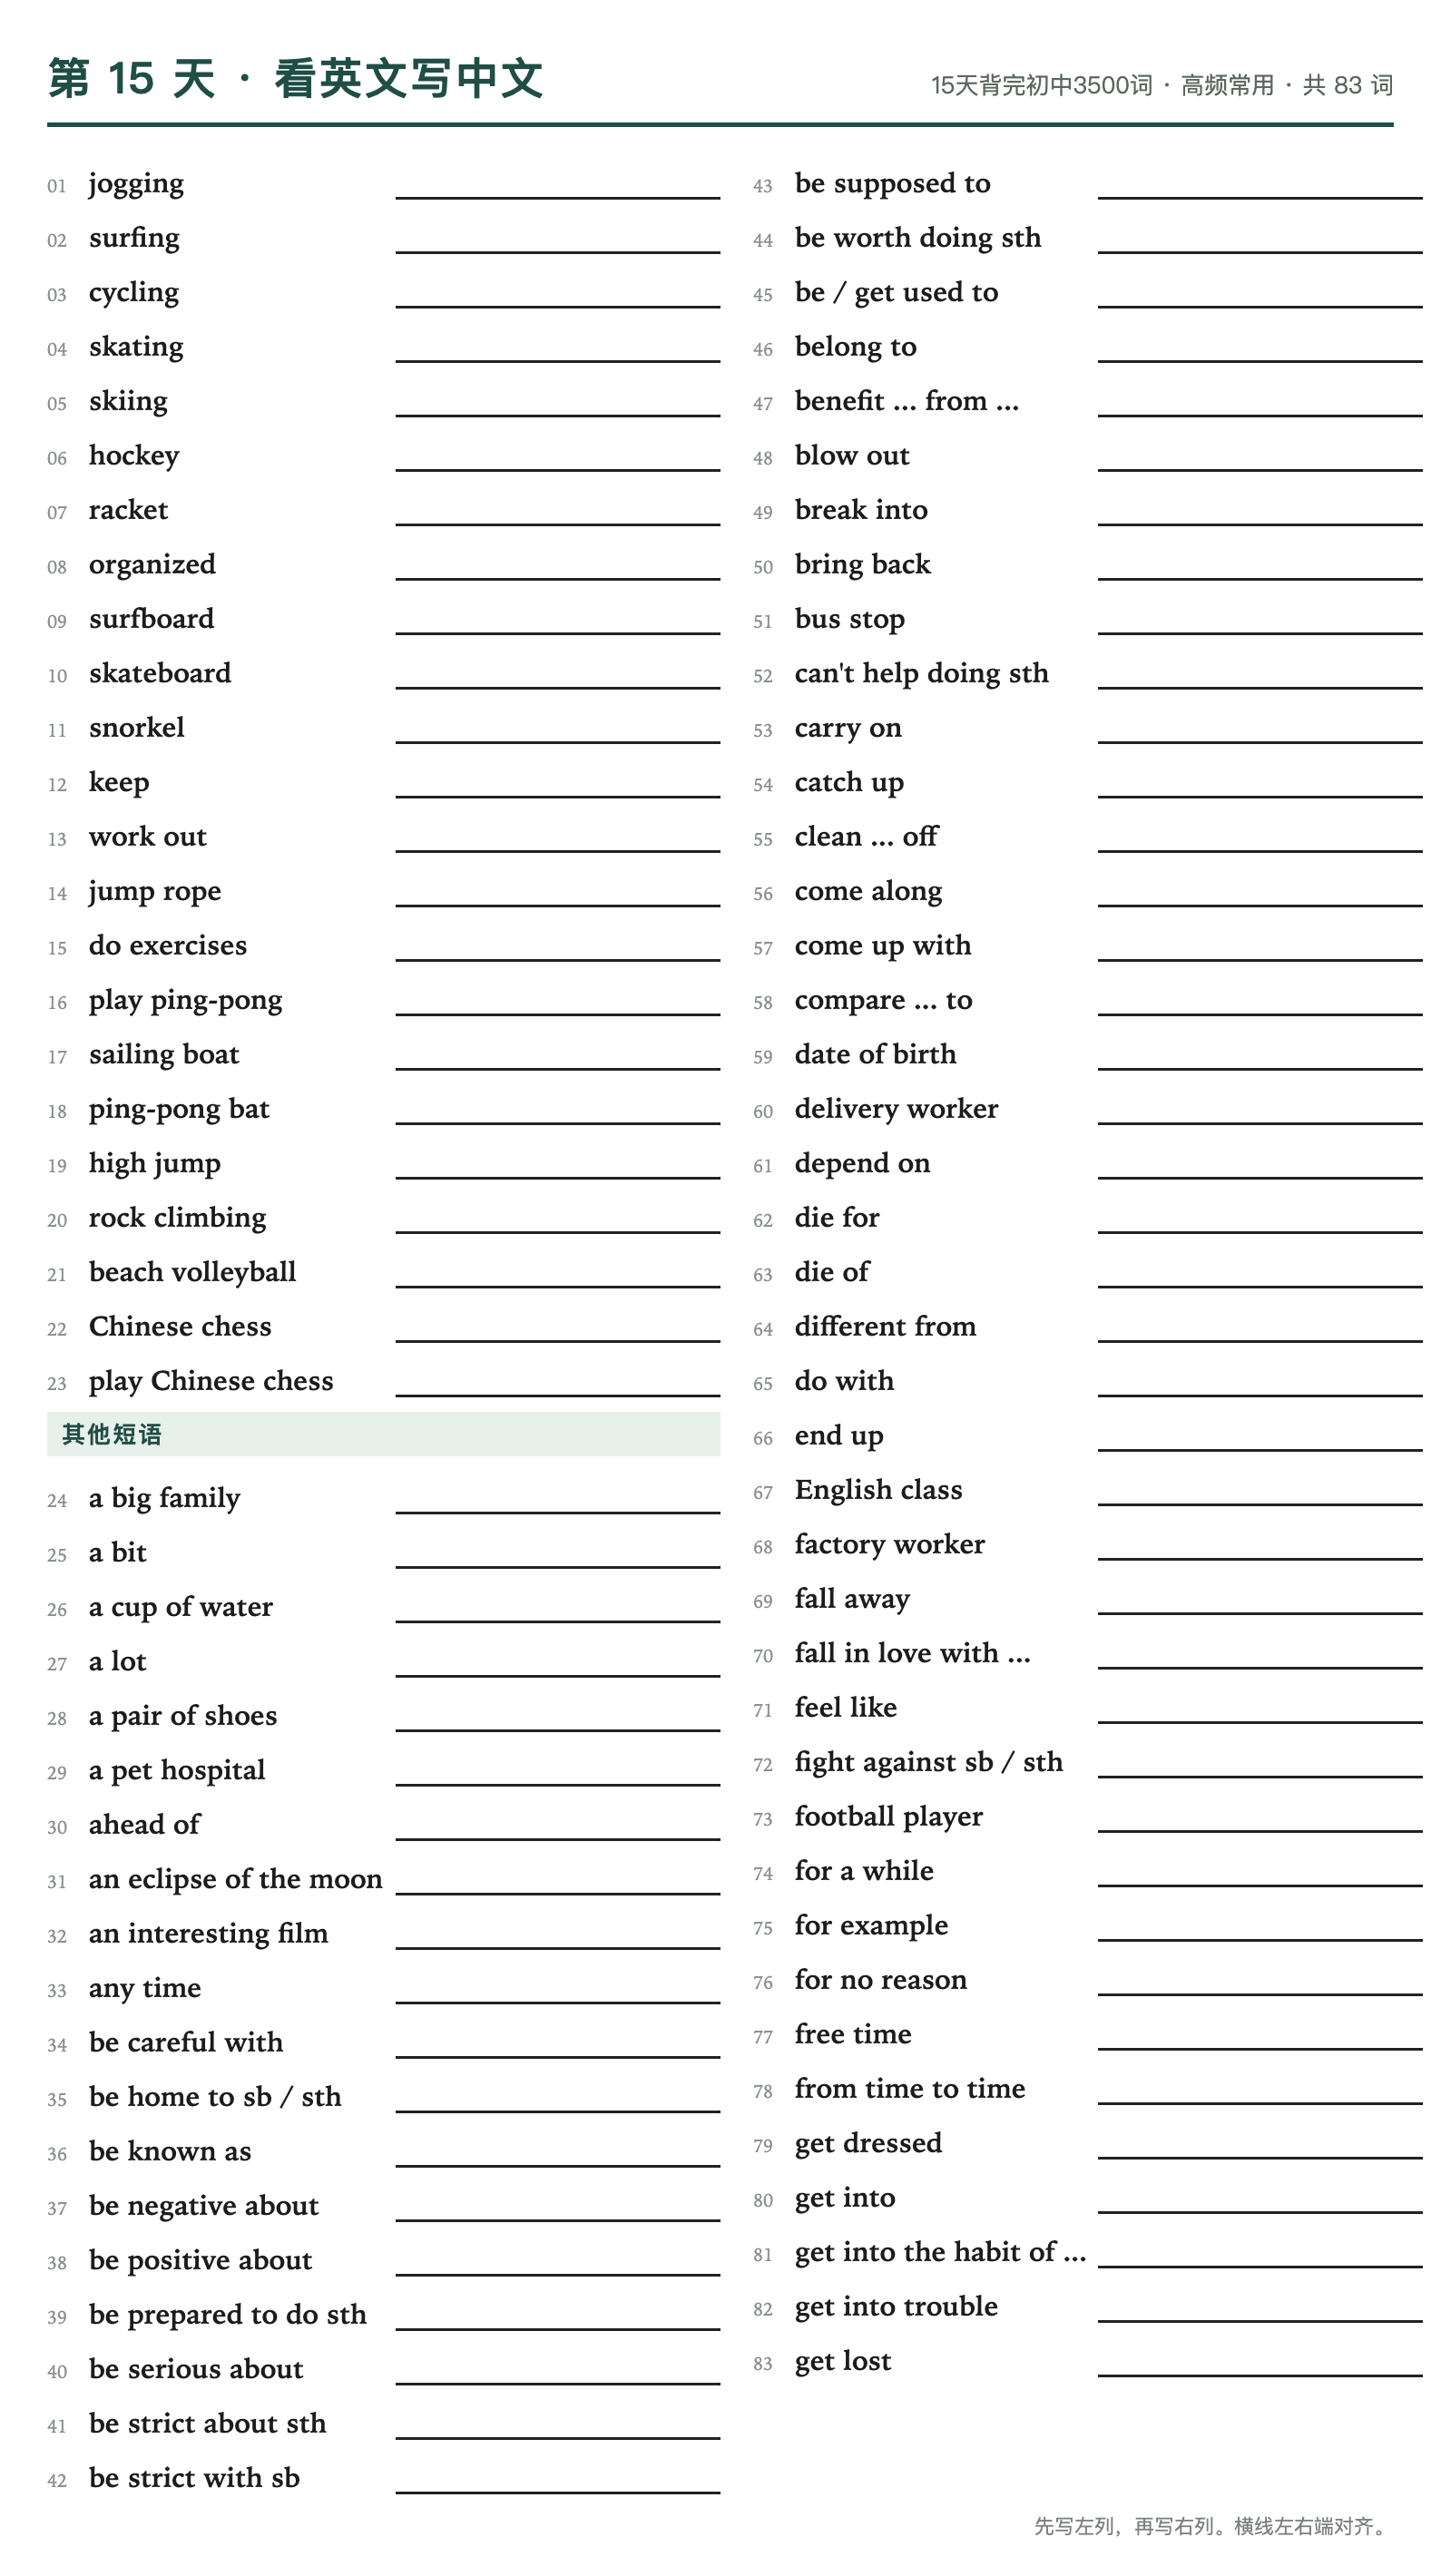 第 15 天 · 看英文写中文
15天背完初中3500词 · 高频常用 · 共 83 词
01 jogging
02 surfing
03 cycling
04 skating
05 skiing
06 hockey
07 racket
08 organized
09 surfboard
10 skateboard
11 snorkel
12 keep
13 work out
14 jump rope
15 do exercises
16 play ping-pong
17 sailing boat
18 ping-pong bat
19 high jump
20 rock climbing
21 beach volleyball
22 Chinese chess
23 play Chinese chess
其他短语
24 a big family
25 a bit
26 a cup of water
27 a lot
28 a pair of shoes
29 a pet hospital
30 ahead of
31 an eclipse of the moon
32 an interesting film
33 any time
34 be careful with
35 be home to sb / sth
36 be known as
37 be negative about
38 be positive about
39 be prepared to do sth
40 be serious about
41 be strict about sth
42 be strict with sb
43 be supposed to
44 be worth doing sth
45 be / get used to
46 belong to
47 benefit ... from ...
48 blow out
49 break into
50 bring back
51 bus stop
52 can't help doing sth
53 carry on
54 catch up
55 clean ... off
56 come along
57 come up with
58 compare ... to
59 date of birth
60 delivery worker
61 depend on
62 die for
63 die of
64 different from
65 do with
66 end up
67 English class
68 factory worker
69 fall away
70 fall in love with ...
71 feel like
72 fight against sb / sth
73 football player
74 for a while
75 for example
76 for no reason
77 free time
78 from time to time
79 get dressed
80 get into
81 get into the habit of ...
82 get into trouble
83 get lost
先写左列，再写右列。横线左右端对齐。